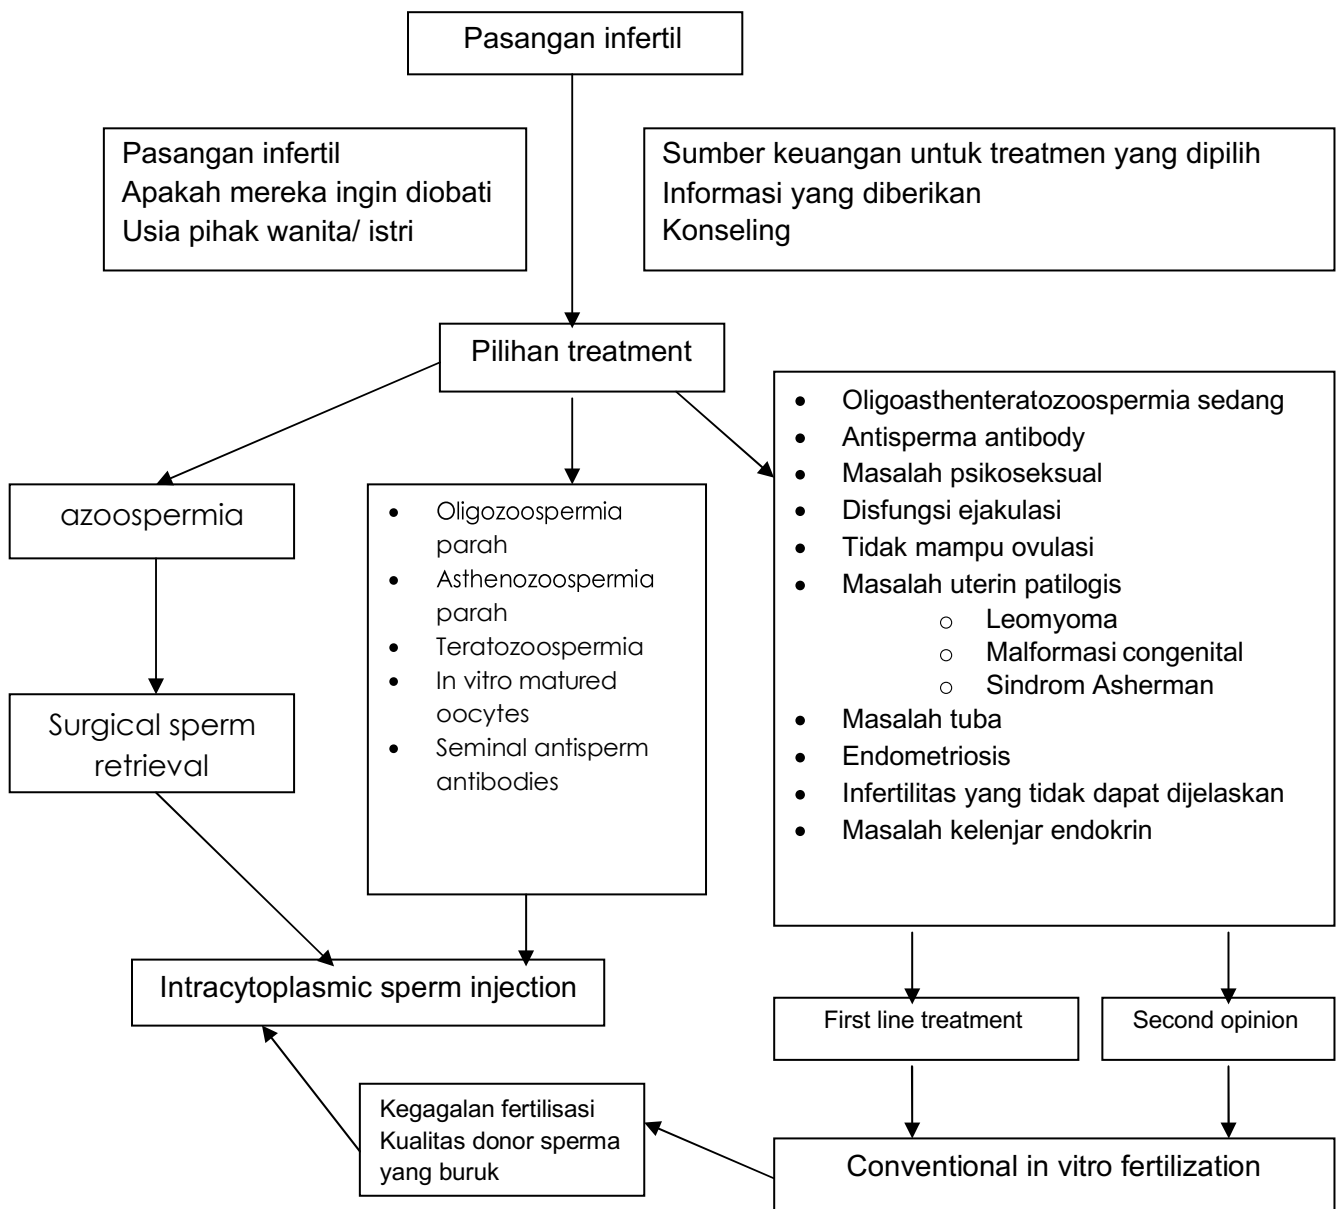 Pasangan infertil
Pasangan infertil
Apakah mereka ingin diobati
Usia pihak wanita/ istri
Sumber keuangan untuk treatmen yang dipilih
Informasi yang diberikan
Konseling
Pilihan treatment
azoospermia
Surgical sperm
retrieval
• Oligozoospermia
parah
• Asthenozoospermia
parah
• Teratozoospermia
• In vitro matured
oocytes
• Seminal antisperm
antibodies
• Oligoasthenteratozoospermia sedang
• Antisperma antibody
• Masalah psikoseksual
• Disfungsi ejakulasi
• Tidak mampu ovulasi
• Masalah uterin patilogis
o Leomyoma
o Malformasi congenital
o Sindrom Asherman
• Masalah tuba
• Endometriosis
• Infertilitas yang tidak dapat dijelaskan
• Masalah kelenjar endokrin
Intracytoplasmic sperm injection
First line treatment
Second opinion
Kegagalan fertilisasi
Kualitas donor sperma
yang buruk
Conventional in vitro fertilization